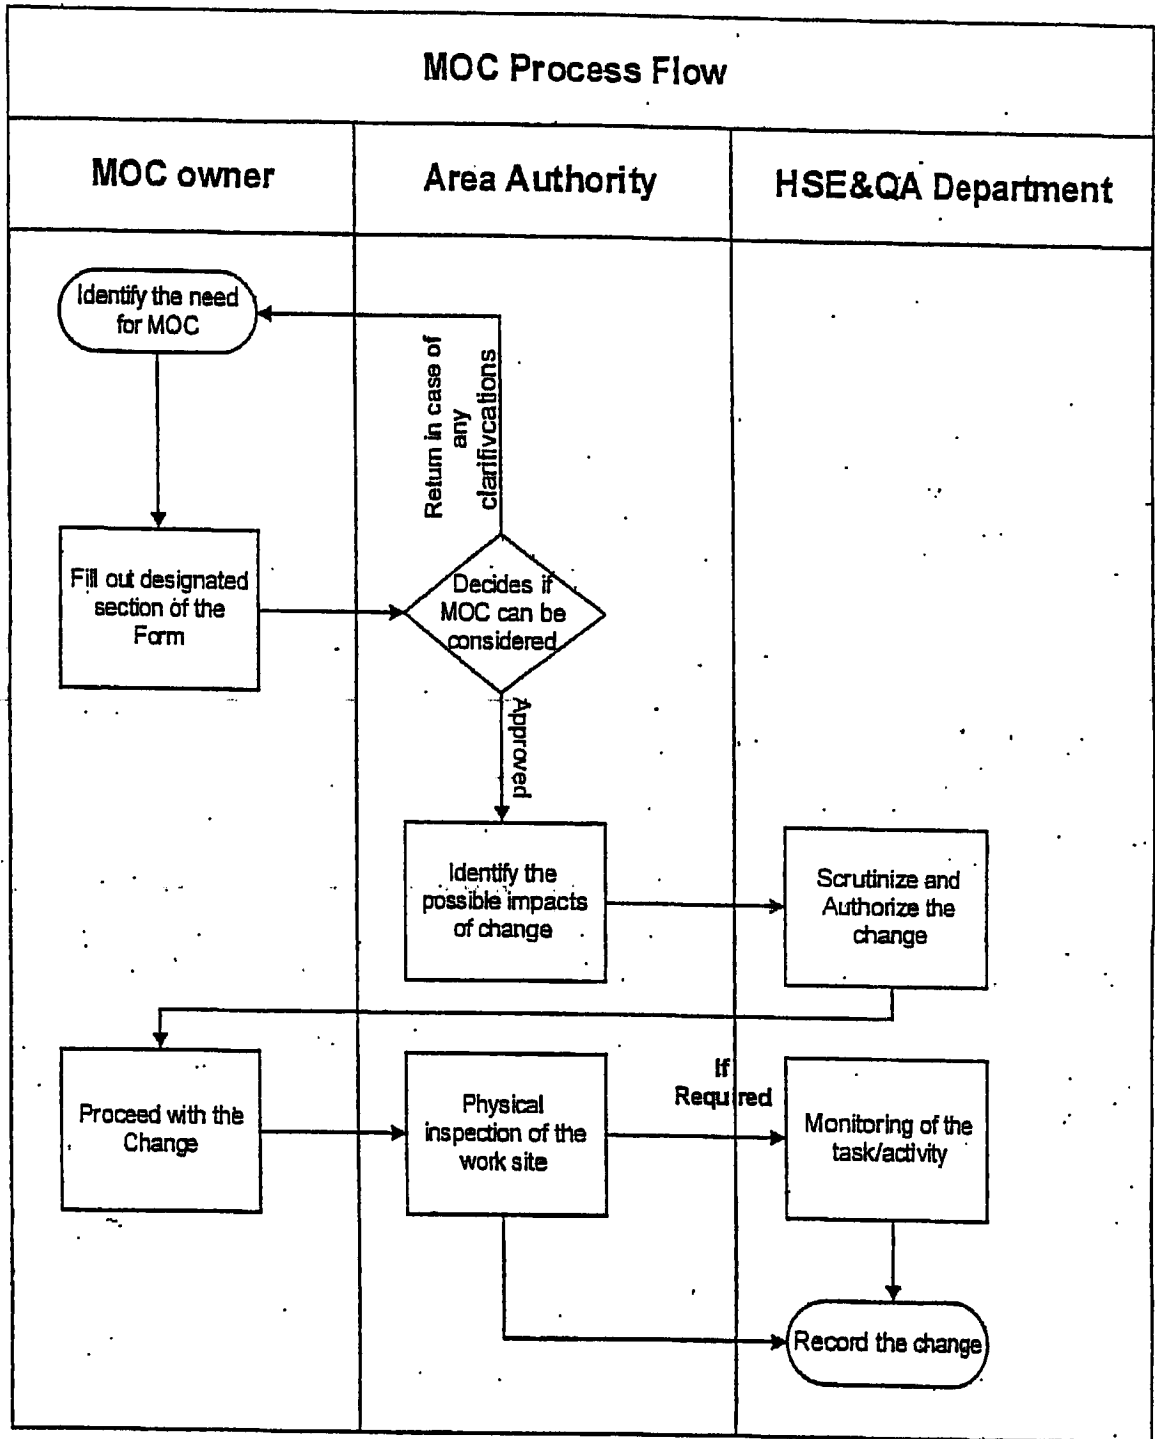 MOC Process Flow
MOC owner
Area Authority
HSE&QA Department
Identify the need
for MOC
Return in case of
any
clarifivcations
Fill out designated
section of the
Form
Decides if
MOC can be
considered
Approved
Identify the
possible impacts
of change
Scrutinize and
Authorize the
change
Proceed with the
Change
Physical
inspection of the
work site
If
Required
Monitoring of the
task/activity
Record the change